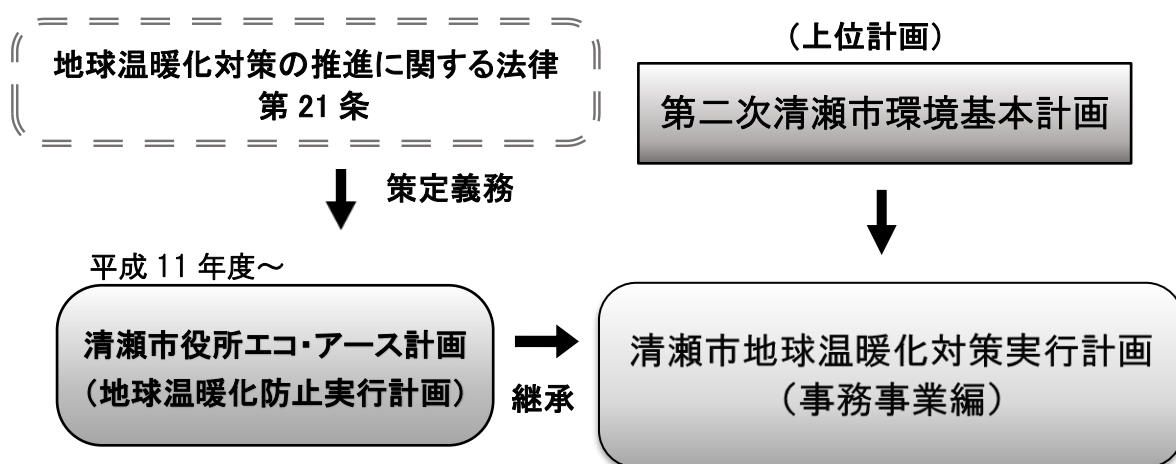 地球温暖化対策の推進に関する法律
第 21 条
(上位計画)
第二次清瀬市環境基本計画
策定義務
平成 11 年度～
清瀬市役所エコ・アース計画
(地球温暖化防止実行計画)
継承
清瀬市地球温暖化対策実行計画
(事務事業編)